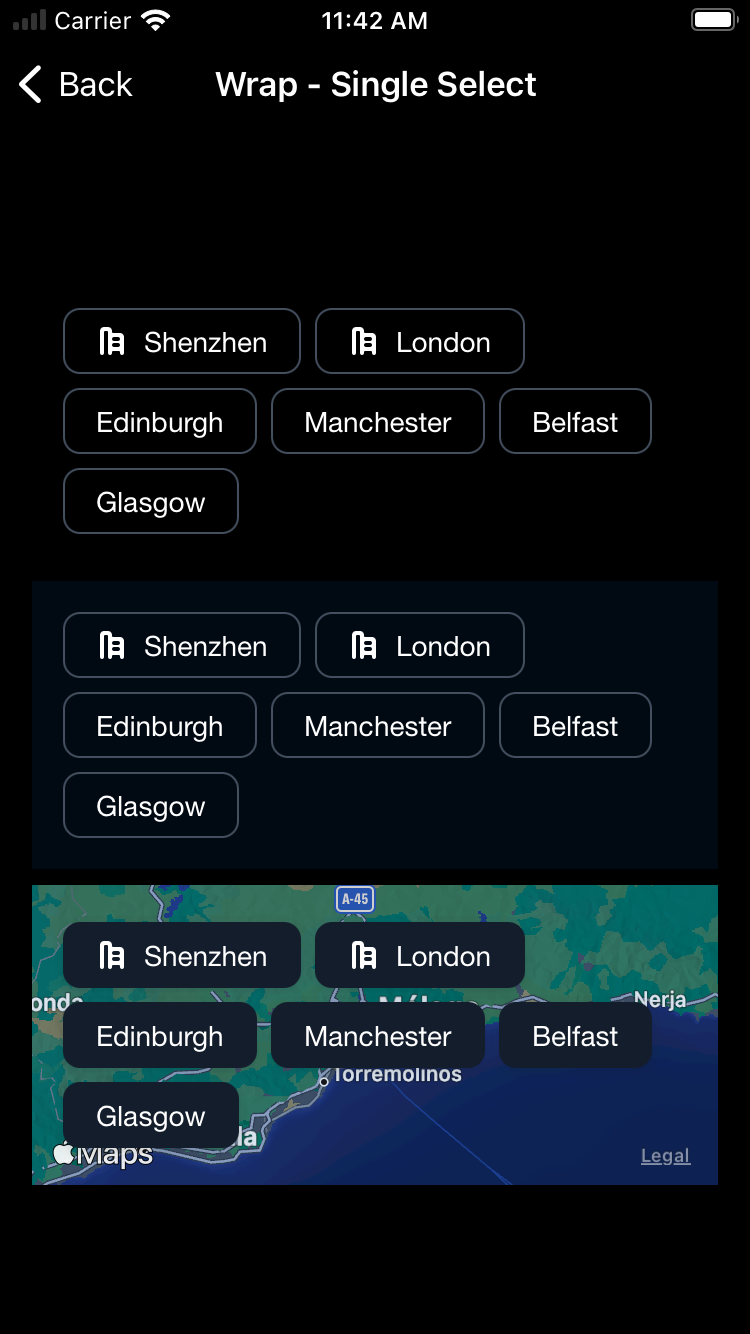 Carrier 11:42 AM
Back Wrap - Single Select
Shenzhen London
Edinburgh Manchester Belfast
Glasgow
Shenzhen London
Edinburgh Manchester Belfast
Glasgow
A-45
Shenzhen London
Nerja
Edinburgh Manchester Belfast
Torremolinos
Glasgow
Maps Legal